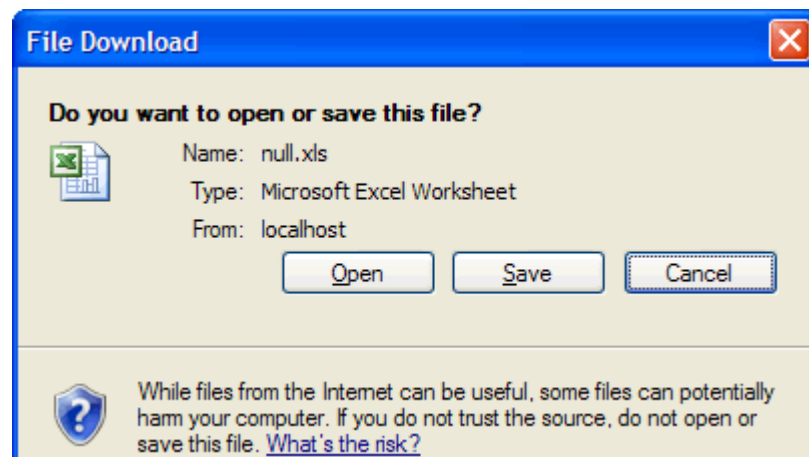 File Download
Do you want to open or save this file?
Name: null.xls
Type: Microsoft Excel Worksheet
From: localhost
Open Save Cancel
While files from the Internet can be useful, some files can potentially
harm your computer. If you do not trust the source, do not open or
save this file. What's the risk?